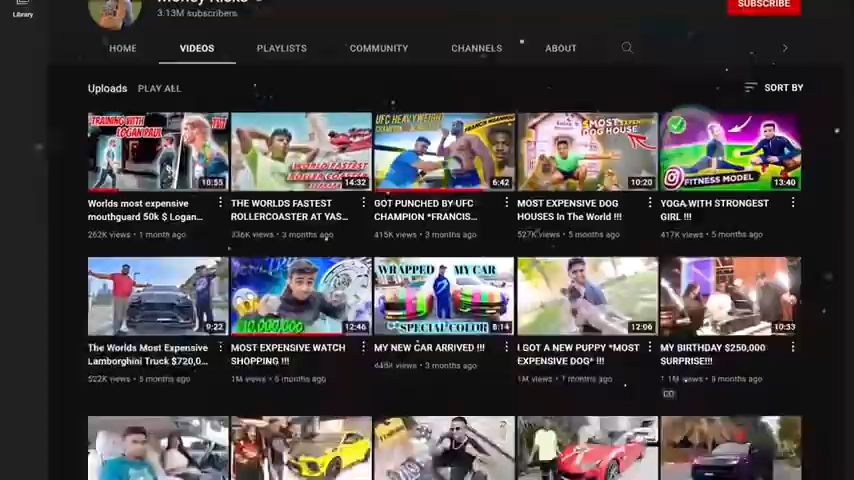 Money Kicks
3.13M subscribers
SUBSCRIBE
Library
HOME
VIDEOS
PLAYLISTS
COMMUNITY
CHANNELS
ABOUT
Uploads
PLAY ALL
SORT BY
TRAINING WITH
LOGAN PAUL
10:55
WORLD FASTEST
ROLLER COASTER
14:32
UFC HEAVYWEIGHT
6:42
MOST
DOG HOUSE
10:20
FITNESS MODEL
13:40
Worlds most expensive
mouthguard 50k $ Logan...
262K views • 1 month ago
THE WORLDS FASTEST
ROLLERCOASTER AT YAS...
336K views • 3 months ago
GOT PUNCHED BY UFC
CHAMPION *FRANCIS...
415K views • 3 months ago
MOST EXPENSIVE DOG
HOUSES In The World !!!
527K views • 5 months ago
YOGA WITH STRONGEST
GIRL !!!
417K views • 5 months ago
9:22
12:46
WRAPPED MY CAR
SPECIAL COLOR
8:14
12:06
10:33
The Worlds Most Expensive
Lamborghini Truck $720,0...
522K views • 5 months ago
MOST EXPENSIVE WATCH
SHOPPING !!!
1M views • 6 months ago
MY NEW CAR ARRIVED !!!
views • 3 months ago
I GOT A NEW PUPPY *MOST
EXPENSIVE DOG* !!!
1M views • 7 months ago
MY BIRTHDAY $250,000
SURPRISE!!!
1.1M views • 8 months ago
CC